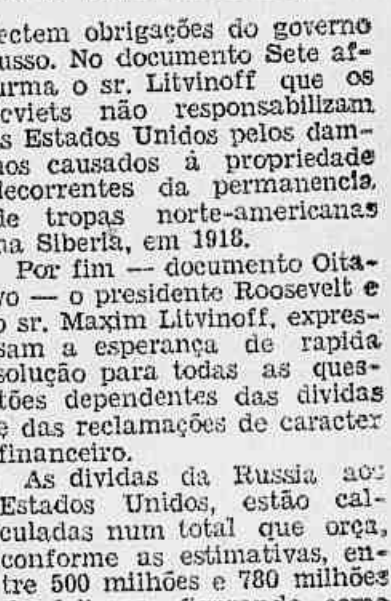 ectem obrigações do governo
usso. No documento Sete af-
irma o sr. Litvinoff que os
oviets não responsabilizam
s Estados Unidos pelos dam-
nos causados á propriedade
decorrentes da permanencia
de tropas norte-americanas
na Siberia, em 1918.
Por fim — documento Oita-
vo — o presidente Roosevelt e
o sr. Maxim Litvinoff, expres-
sam a esperança de rapida
solução para todas as ques-
tões dependentes das dividas
e das reclamações de caracter
financeiro.
As dividas da Russia aos
Estados Unidos, estão cal-
culadas num total que orça,
conforme as estimativas, en-
tre 500 milhões e 780 milhões